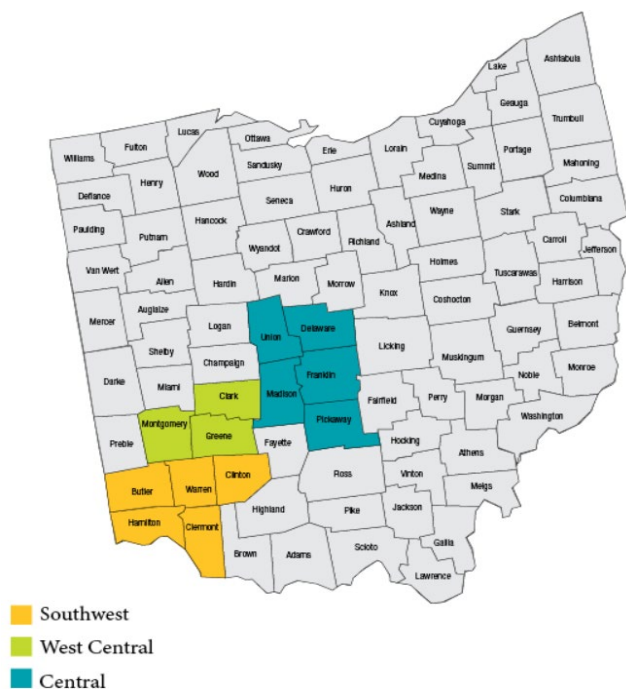 Ashtabula
Lake
Geauga
Cuyahoga
Trumbull
Lucas
Fulton
Williams
Ottawa
Erie
Lorain
Portage
Summit
Mahoning
Wood
Sandusky
Medina
Henry
Defiance
Huron
Seneca
Columbiana
Stark
Wayne
Ashland
Hancock
Paulding
Putnam
Crawford
Richland
Wyandot
Carroll
Jefferson
Holmes
Tuscarawas
Van Wert
Allen
Hardin
Marion
Morrow
Knox
Harrison
Coshocton
Auglaize
Mercer
Logan
Union
Delaware
Guernsey
Belmont
Licking
Shelby
Champaign
Muskingum
Darke
Miami
Franklin
Noble
Monroe
Clark
Madison
Fairfield
Perry
Morgan
Washington
Pickaway
Montgomery
Preble
Greene
Fayette
Hocking
Athens
Ross
Vinton
Meigs
Clinton
Warren
Butler
Highland
Pike
Jackson
Hamilton
Clermont
Gallia
Scioto
Brown
Adams
Lawrence
Southwest
West Central
Central